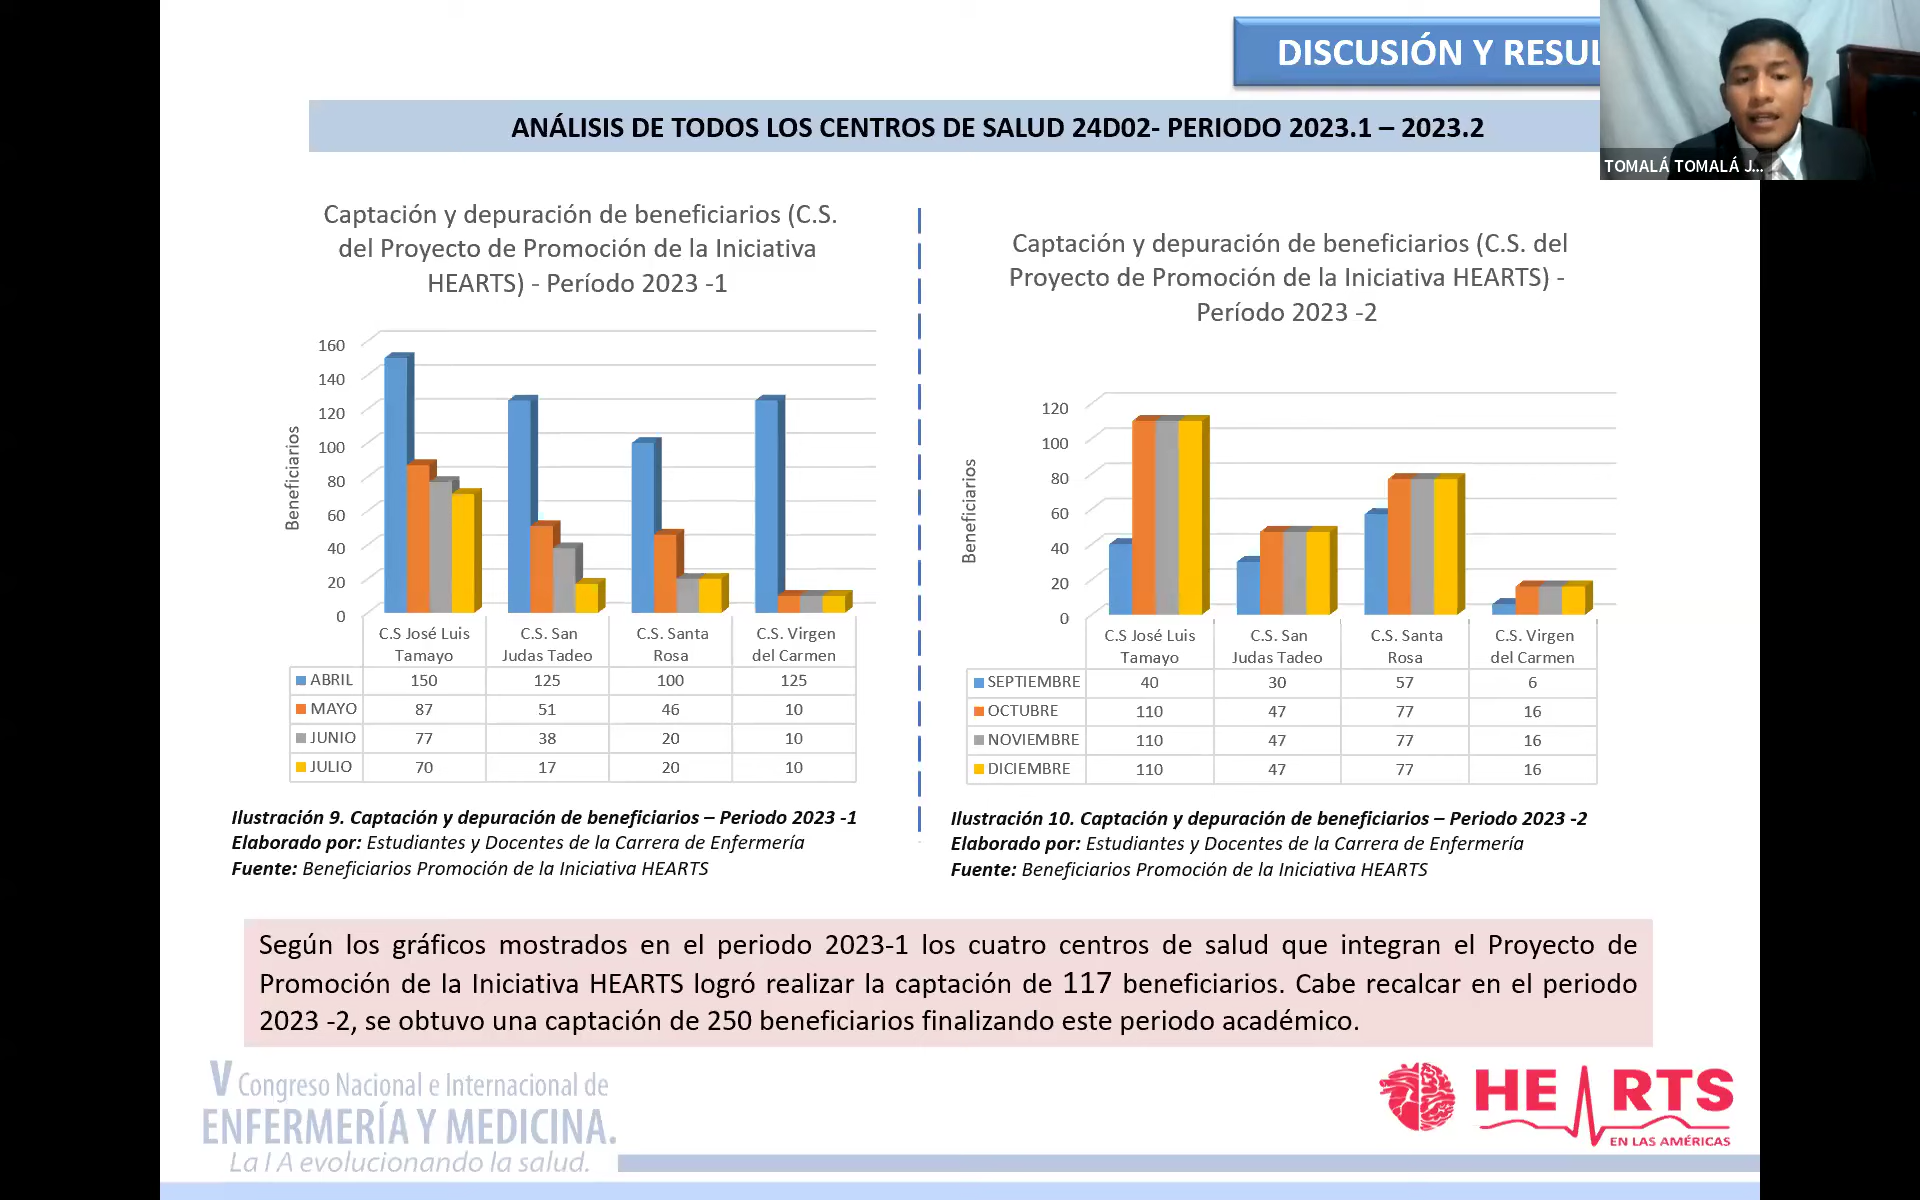 DISCUSIÓN Y RESUL
TOMALÁ TOMALÁ J...
ANÁLISIS DE TODOS LOS CENTROS DE SALUD 24D02- PERIODO 2023.1 – 2023.2
Captación y depuración de beneficiarios (C.S.
del Proyecto de Promoción de la Iniciativa
HEARTS) - Período 2023 -1
Beneficiarios
160
140
120
100
80
60
40
20
0
C.S José Luis Tamayo
C.S. San Judas Tadeo
C.S. Santa Rosa
C.S. Virgen del Carmen
ABRIL 150 125 100 125
MAYO 87 51 46 10
JUNIO 77 38 20 10
JULIO 70 17 20 10
Ilustración 9. Captación y depuración de beneficiarios – Periodo 2023 -1
Elaborado por: Estudiantes y Docentes de la Carrera de Enfermería
Fuente: Beneficiarios Promoción de la Iniciativa HEARTS
Captación y depuración de beneficiarios (C.S. del
Proyecto de Promoción de la Iniciativa HEARTS) -
Período 2023 -2
Beneficiarios
120
100
80
60
40
20
0
C.S José Luis Tamayo
C.S. San Judas Tadeo
C.S. Santa Rosa
C.S. Virgen del Carmen
SEPTIEMBRE 40 30 57 6
OCTUBRE 110 47 77 16
NOVIEMBRE 110 47 77 16
DICIEMBRE 110 47 77 16
Ilustración 10. Captación y depuración de beneficiarios – Periodo 2023 -2
Elaborado por: Estudiantes y Docentes de la Carrera de Enfermería
Fuente: Beneficiarios Promoción de la Iniciativa HEARTS
Según los gráficos mostrados en el periodo 2023-1 los cuatro centros de salud que integran el Proyecto de
Promoción de la Iniciativa HEARTS logró realizar la captación de 117 beneficiarios. Cabe recalcar en el periodo
2023 -2, se obtuvo una captación de 250 beneficiarios finalizando este periodo académico.
V Congreso Nacional e Internacional de
ENFERMERÍA Y MEDICINA.
La IA evolucionando la salud.
HEARTS
EN LAS AMÉRICAS